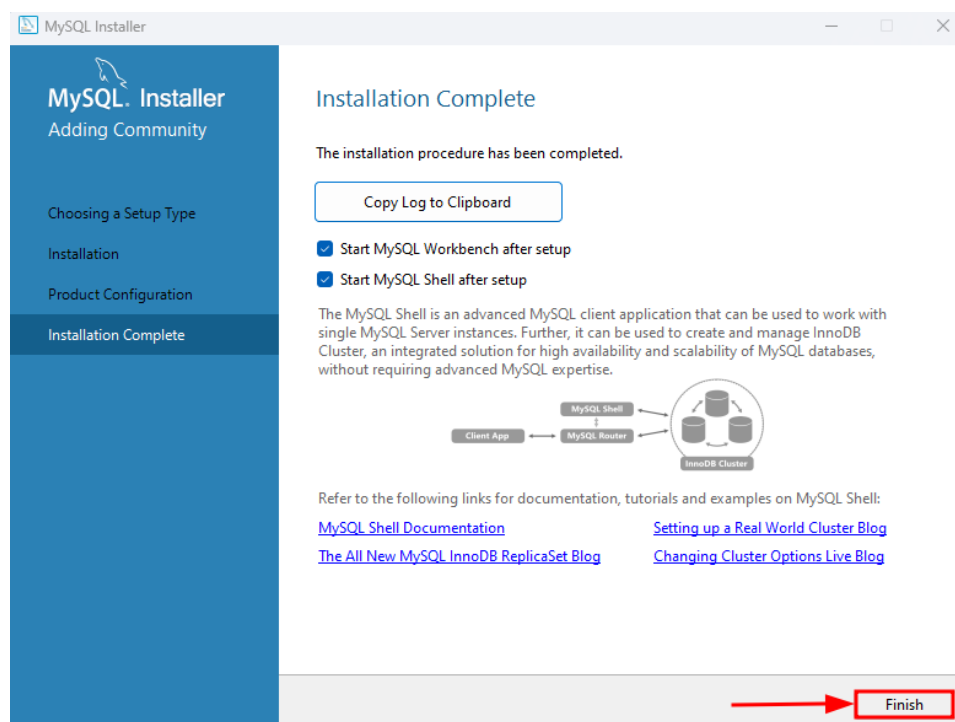 MySQL Installer
MySQL. Installer
Adding Community
Choosing a Setup Type
Installation
Product Configuration
Installation Complete
Installation Complete
The installation procedure has been completed.
Copy Log to Clipboard
Start MySQL Workbench after setup
Start MySQL Shell after setup
The MySQL Shell is an advanced MySQL client application that can be used to work with
single MySQL Server instances. Further, it can be used to create and manage InnoDB
Cluster, an integrated solution for high availability and scalability of MySQL databases,
without requiring advanced MySQL expertise.
MySQL Shell
Client App
MySQL Router
InnoDB Cluster
Refer to the following links for documentation, tutorials and examples on MySQL Shell:
MySQL Shell Documentation
Setting up a Real World Cluster Blog
The All New MySQL InnoDB ReplicaSet Blog
Changing Cluster Options Live Blog
Finish